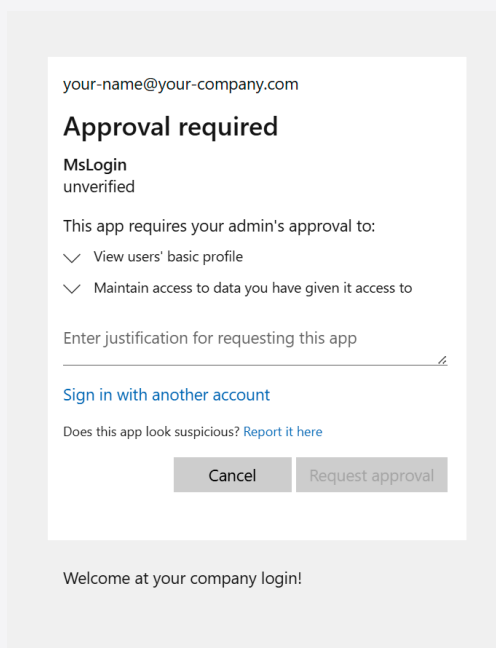 your-name@your-company.com
Approval required
MsLogin
unverified
This app requires your admin's approval to:
View users' basic profile
Maintain access to data you have given it access to
Enter justification for requesting this app
Sign in with another account
Does this app look suspicious? Report it here
Cancel
Request approval
Welcome at your company login!